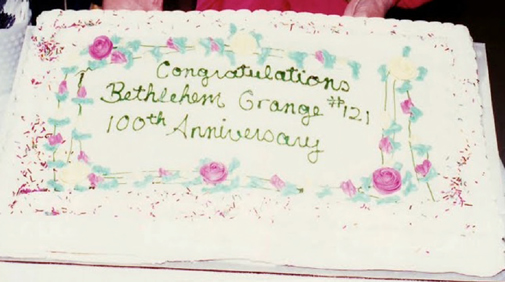 Congratulations
Bethlehem Grange #121
100th Anniversary